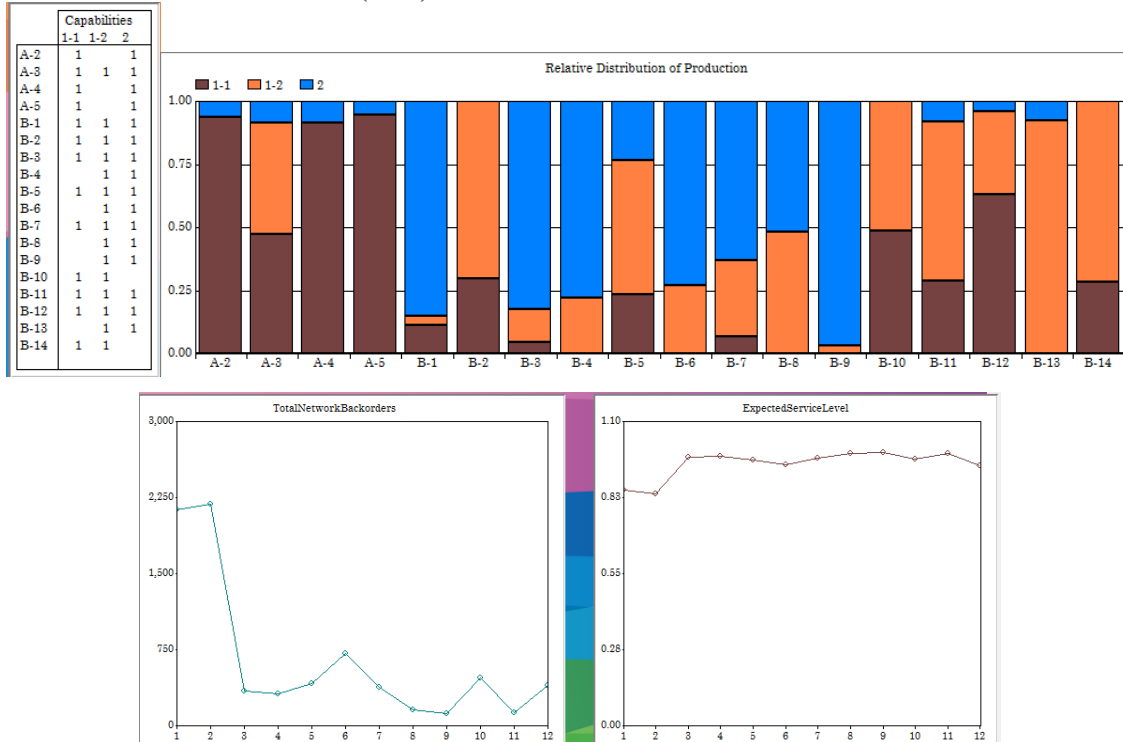 Capabilities
1-1 1-2 2
A-2 1 1
A-3 1 1 1
A-4 1 1
A-5 1 1
B-1 1 1 1
B-2 1 1 1
B-3 1 1 1
B-4 1 1
B-5 1 1 1
B-6 1 1
B-7 1 1 1
B-8 1 1
B-9 1 1
B-10 1 1
B-11 1 1 1
B-12 1 1 1
B-13 1 1
B-14 1 1
Relative Distribution of Production
1-1 1-2 2
1.00
0.75
0.50
0.25
0.00
A-2 A-3 A-4 A-5 B-1 B-2 B-3 B-4 B-5 B-6 B-7 B-8 B-9 B-10 B-11 B-12 B-13 B-14
TotalNetworkBackorders
3,000
2,250
1,500
750
0
1 2 3 4 5 6 7 8 9 10 11 12
ExpectedServiceLevel
1.10
0.83
0.55
0.28
0.00
1 2 3 4 5 6 7 8 9 10 11 12